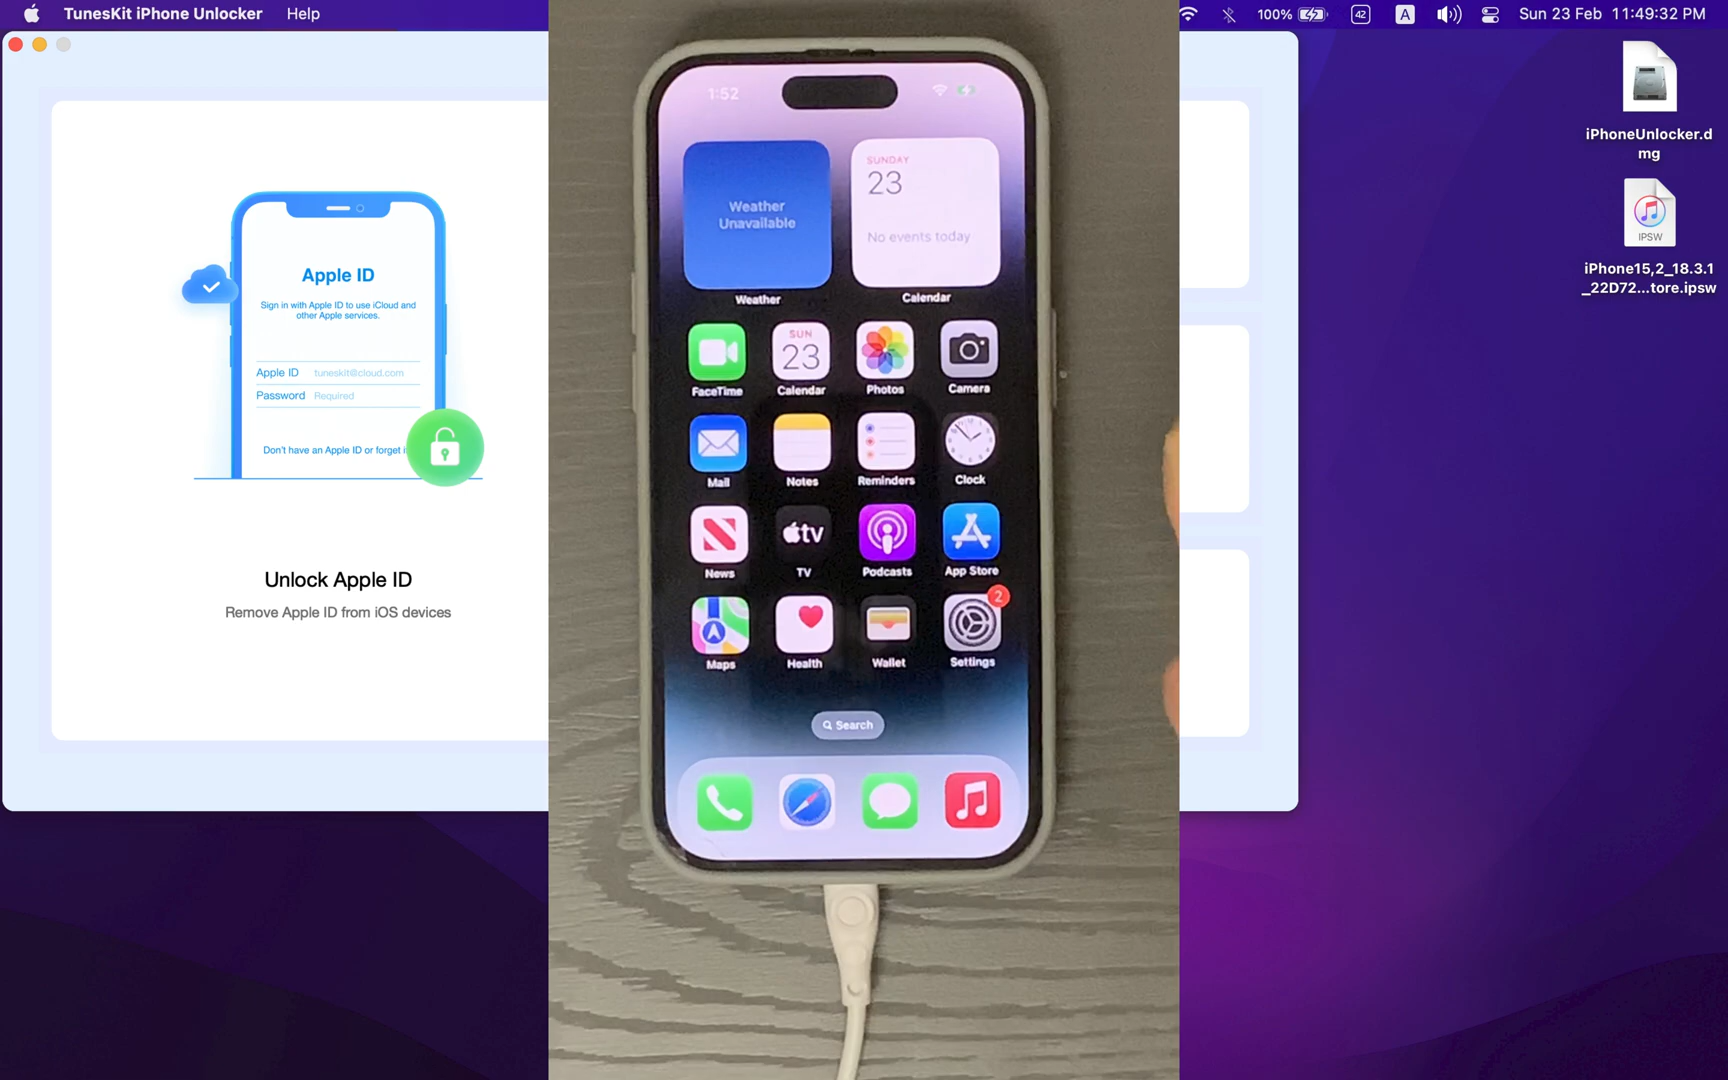 TunesKit iPhone Unlocker Help
100% 42 A Sun 23 Feb 11:49:32 PM
Apple ID
Sign in with Apple ID to use iCloud and
other Apple services.
Apple ID tuneskit@cloud.com
Password Required
Don't have an Apple ID or forget i
Unlock Apple ID
Remove Apple ID from iOS devices
1:52
Weather
Unavailable
Weather
SUNDAY
23
No events today
Calendar
FaceTime
SUN
23
Calendar
Photos
Camera
Mail
Notes
Reminders
Clock
News
tv
TV
Podcasts
App Store
Maps
Health
Wallet
2
Settings
Search
iPhoneUnlocker.d
mg
IPSW
iPhone15,2_18.3.1
_22D72...tore.ipsw